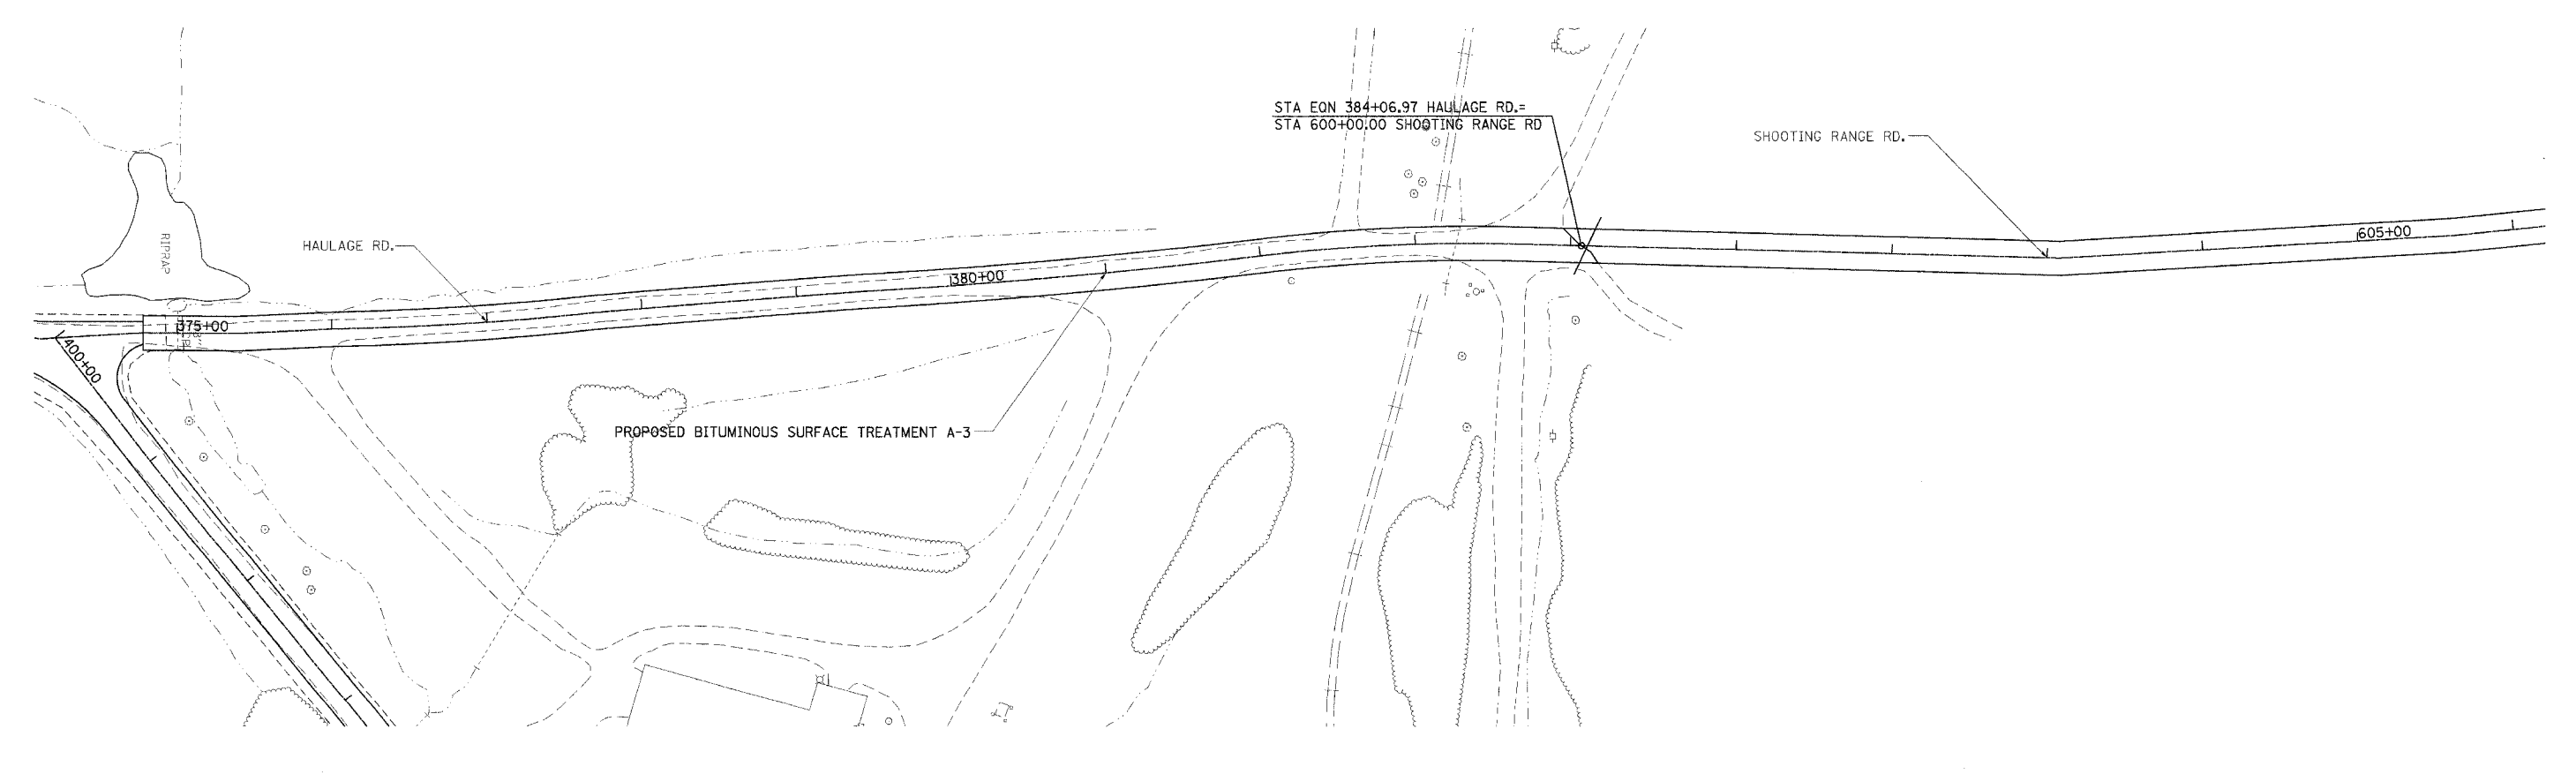 STA EQN 384+06.97 HAULAGE RD.=
STA 600+00.00 SHOOTING RANGE RD
SHOOTING RANGE RD.
605+00
HAULAGE RD.
RIPRAP
380+00
375+00
400+00
PROPOSED BITUMINOUS SURFACE TREATMENT A-3